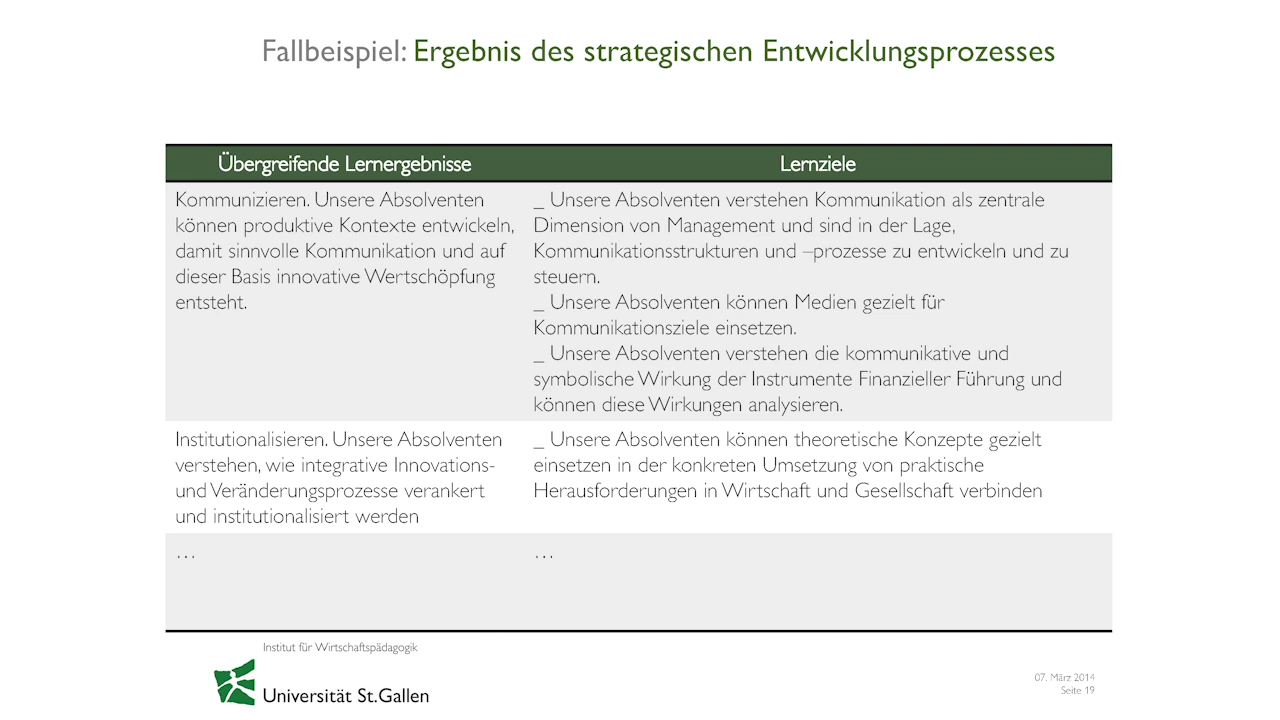 Fallbeispiel: Ergebnis des strategischen Entwicklungsprozesses
Übergreifende Lernergebnisse
Lernziele
Kommunizieren. Unsere Absolventen
können produktive Kontexte entwickeln,
damit sinnvolle Kommunikation und auf
dieser Basis innovative Wertschöpfung
entsteht.
_ Unsere Absolventen verstehen Kommunikation als zentrale
Dimension von Management und sind in der Lage,
Kommunikationsstrukturen und –prozesse zu entwickeln und zu
steuern.
_ Unsere Absolventen können Medien gezielt für
Kommunikationsziele einsetzen.
_ Unsere Absolventen verstehen die kommunikative und
symbolische Wirkung der Instrumente Finanzieller Führung und
können diese Wirkungen analysieren.
Institutionalisieren. Unsere Absolventen
verstehen, wie integrative Innovations-
und Veränderungsprozesse verankert
und institutionalisiert werden
_ Unsere Absolventen können theoretische Konzepte gezielt
einsetzen in der konkreten Umsetzung von praktische
Herausforderungen in Wirtschaft und Gesellschaft verbinden
…
…
Institut für Wirtschaftspädagogik
Universität St.Gallen
07. März 2014
Seite 19